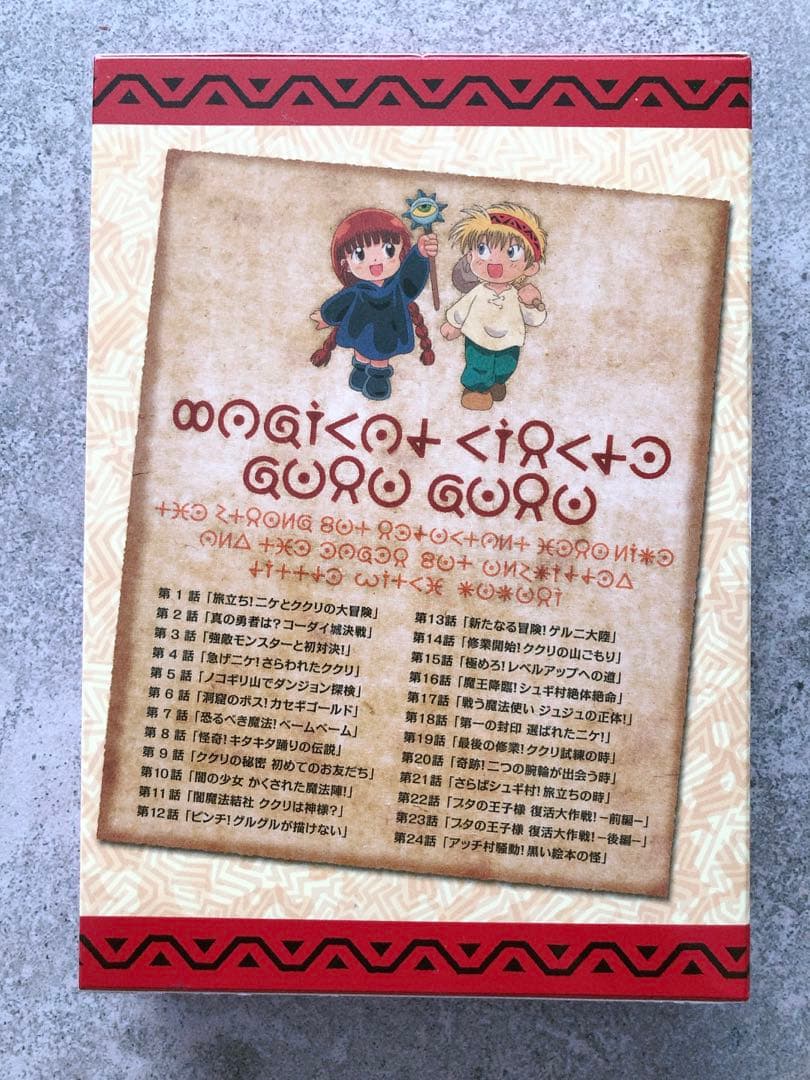 MAGICAL CIRCLE
GURU GURU
THE STRONG BUT RELUCTANT HERO NIKE
AND THE EAGER BUT UNSKILLED
LITTLE WITCH KUKURI
第1話「旅立ち!ニケとククリの大冒険」
第2話「真の勇者は?コーダイ城決戦」
第3話「強敵モンスターと初対決!」
第4話「急げニケ!さらわれたククリ」
第5話「ノコギリ山でダンジョン探検」
第6話「洞窟のボス!カセギゴールド」
第7話「恐るべき魔法!ベームベーム」
第8話「怪奇!キタキタ踊りの伝説」
第9話「ククリの秘密 初めてのお友だち」
第10話「闇の少女 かくされた魔法陣!」
第11話「闇魔法結社 ククリは神様?」
第12話「ピンチ!グルグルが描けない」
第13話「新たなる冒険!ゲルニ大陸」
第14話「修業開始!ククリの山ごもり」
第15話「極めろ!レベルアップへの道」
第16話「魔王降臨!シュギ村絶体絶命」
第17話「戦う魔法使い ジュジュの正体!」
第18話「第一の封印 選ばれたニケ!」
第19話「最後の修業!ククリ試練の時」
第20話「奇跡!二つの腕輪が出会う時」
第21話「さらばシュギ村!旅立ちの時」
第22話「ブタの王子様 復活大作戦!ー前編ー」
第23話「ブタの王子様 復活大作戦!ー後編ー」
第24話「アッチ村騒動!黒い絵本の怪」